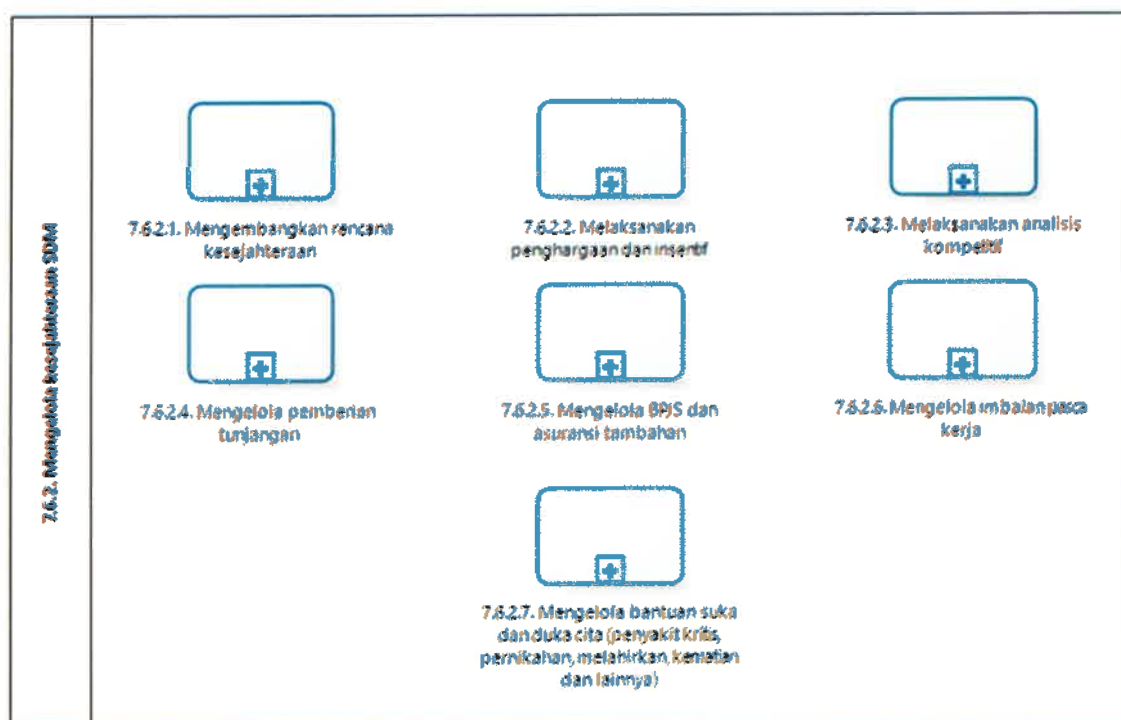 7.6.2. Mengelola kesejahteraan SDM
7.6.2.1. Mengembangkan rencana
kesejahteraan
7.6.2.2. Melaksanakan
penghargaan dan insentif
7.6.2.3. Melaksanakan analisis
kompetitif
7.6.2.4. Mengelola pemberian
tunjangan
7.6.2.5. Mengelola BPJS dan
asuransi tambahan
7.6.2.6. Mengelola imbalan pasca
kerja
7.6.2.7. Mengelola bantuan suka
dan duka cita (penyakit kritis,
pernikahan, melahirkan, kematian
dan lainnya)